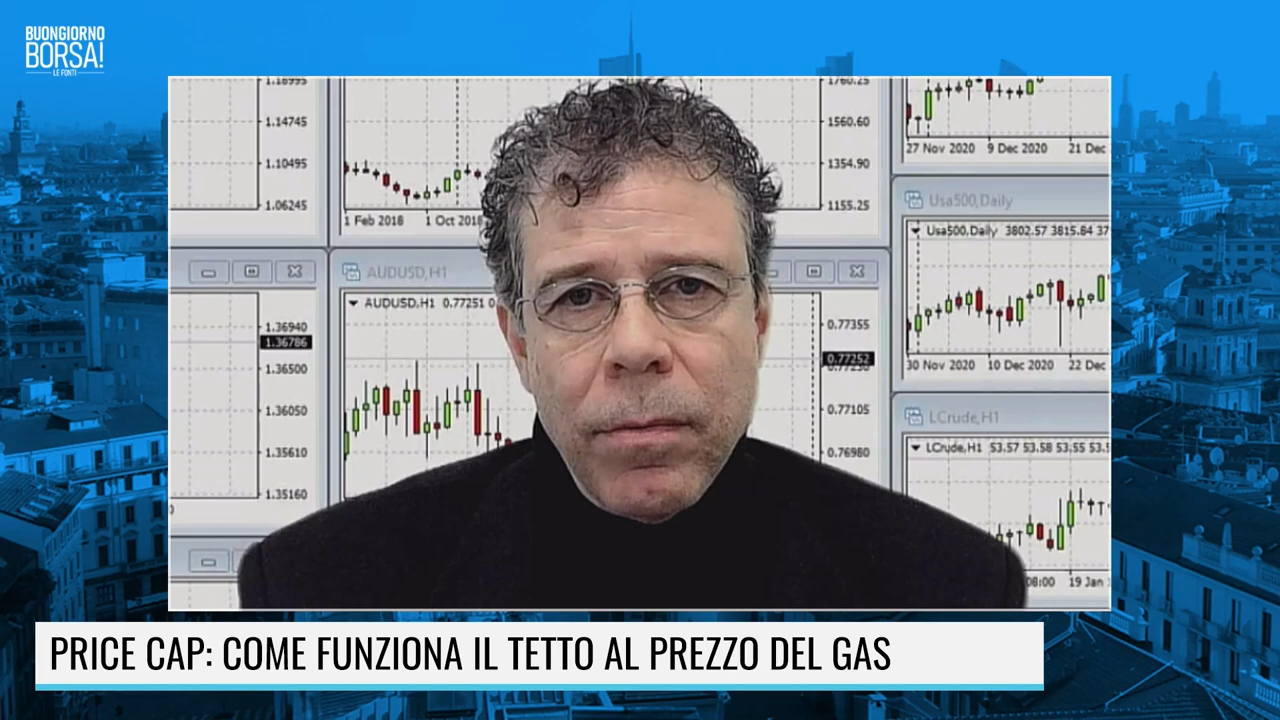 BUONGIORNO
BORSA!
LE FONTI
1.18995
1.14745
1.10495
1.06245
1 Feb 2018 1 Oct 2018
1760.25
1560.60
1354.90
1155.25
27 Nov 2020 9 Dec 2020 21 Dec
Usa500,Daily
Usa500,Daily 3802.57 3815.84 37
30 Nov 2020 10 Dec 2020 22 Dec
AUDUSD,H1
AUDUSD,H1 0.77251 0
1.36940
1.36786
1.36500
1.36050
1.35610
1.35160
0.77355
0.77252
0.77230
0.77105
0.76980
LCrude,H1
LCrude,H1 53.57 53.58 53.55 53.5
08:00 19 Jan
PRICE CAP: COME FUNZIONA IL TETTO AL PREZZO DEL GAS